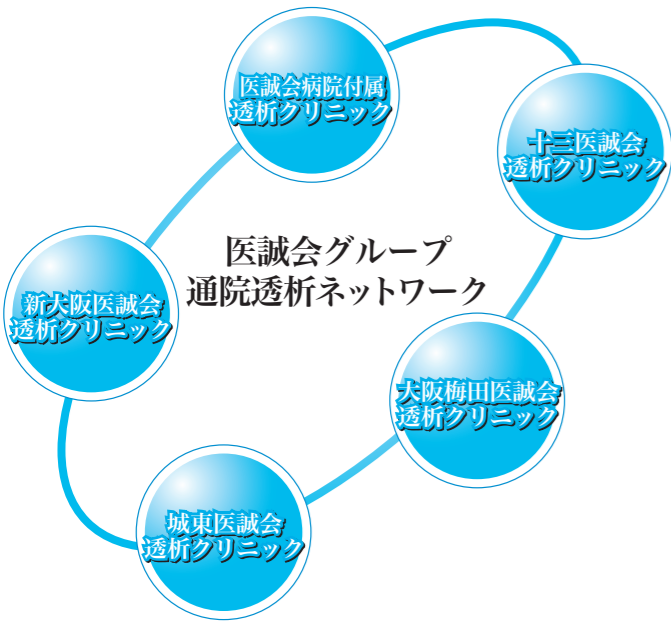 医誠会病院付属
透析クリニック
十三医誠会
透析クリニック
医誠会グループ
通院透析ネットワーク
新大阪医誠会
透析クリニック
大阪梅田医誠会
透析クリニック
城東医誠会
透析クリニック